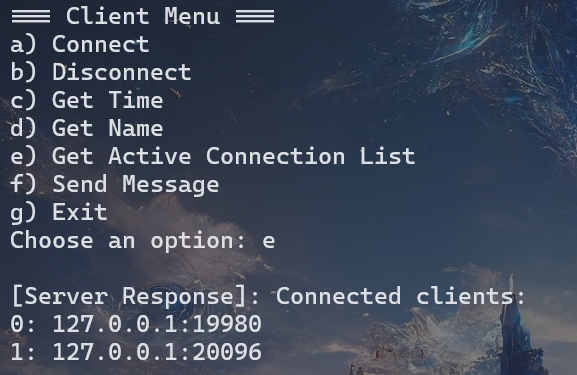 === Client Menu ===
a) Connect
b) Disconnect
c) Get Time
d) Get Name
e) Get Active Connection List
f) Send Message
g) Exit
Choose an option: e
[Server Response]: Connected clients:
0: 127.0.0.1:19980
1: 127.0.0.1:20096